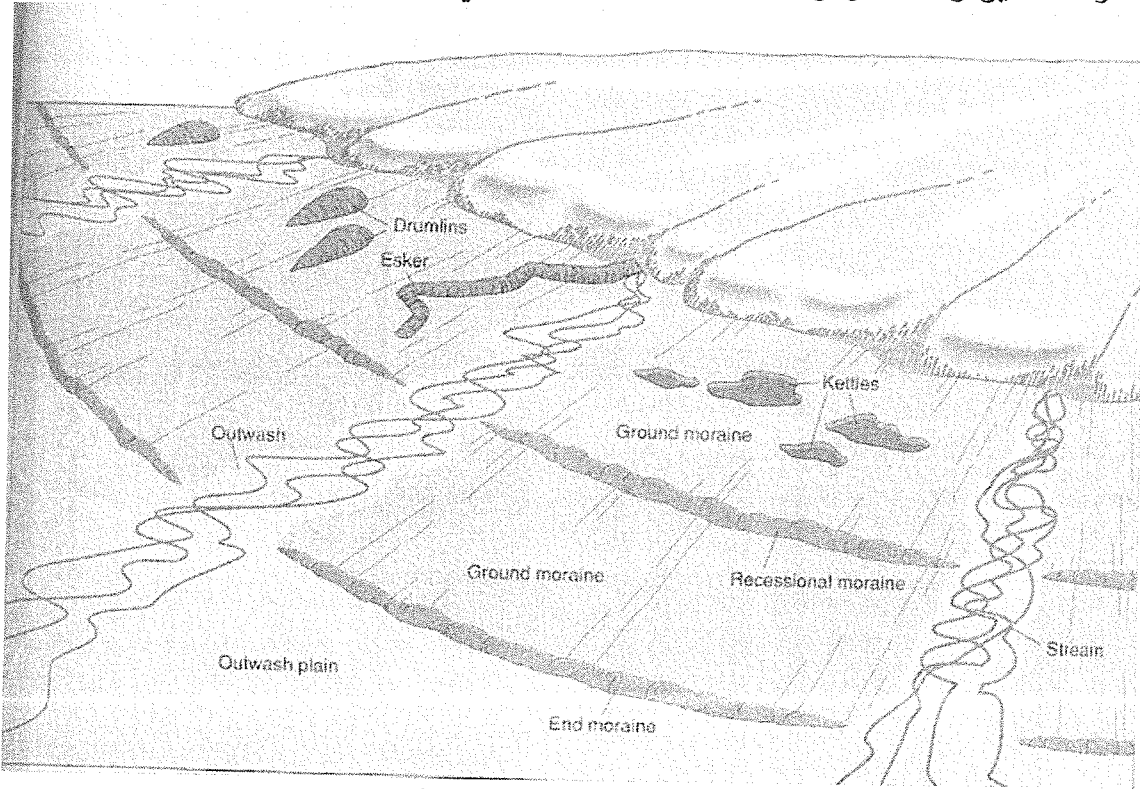 Drumlins
Esker
Kettles
Outwash
Ground moraine
Ground moraine
Recessional moraine
Stream
Outwash plain
End moraine